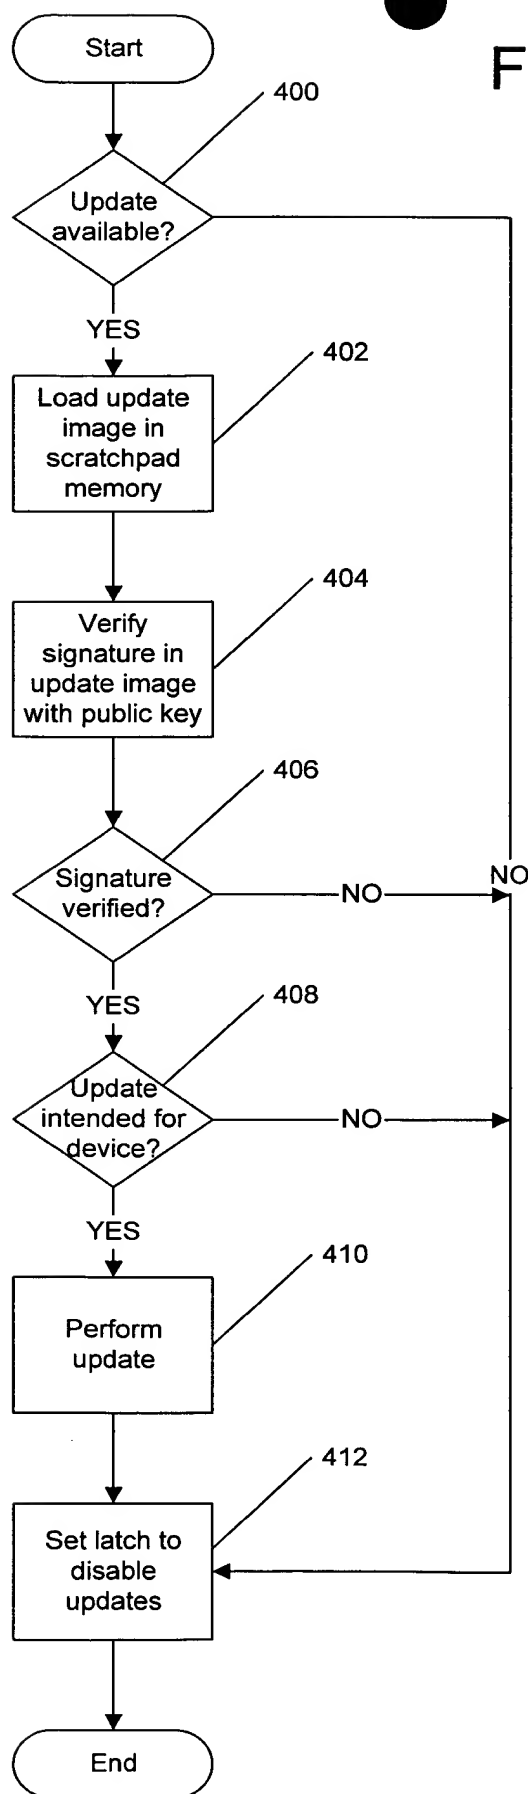 Start
F
400
Update
available?
YES
402
Load update
image in
scratchpad
memory
404
Verify
signature in
update image
with public key
406
NO
Signature
verified?
NO
YES
408
Update
intended for
device?
NO
YES
410
Perform
update
412
Set latch to
disable
updates
End